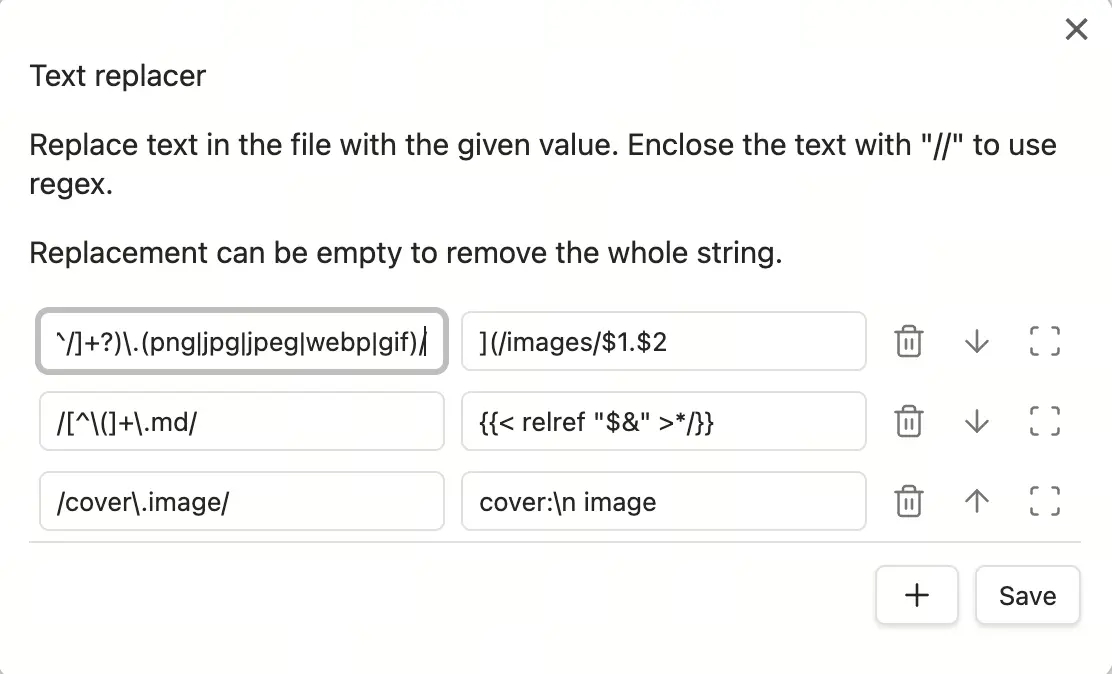 Text replacer
Replace text in the file with the given value. Enclose the text with "//" to use
regex.
Replacement can be empty to remove the whole string.
^/]+?)\.(png|jpg|jpeg|webp|gif)/ ](/images/$1.$2
/[^\(]+\.md/ {{< relref "$&" >*/}}
/cover\.image/ cover:\n image
+ Save